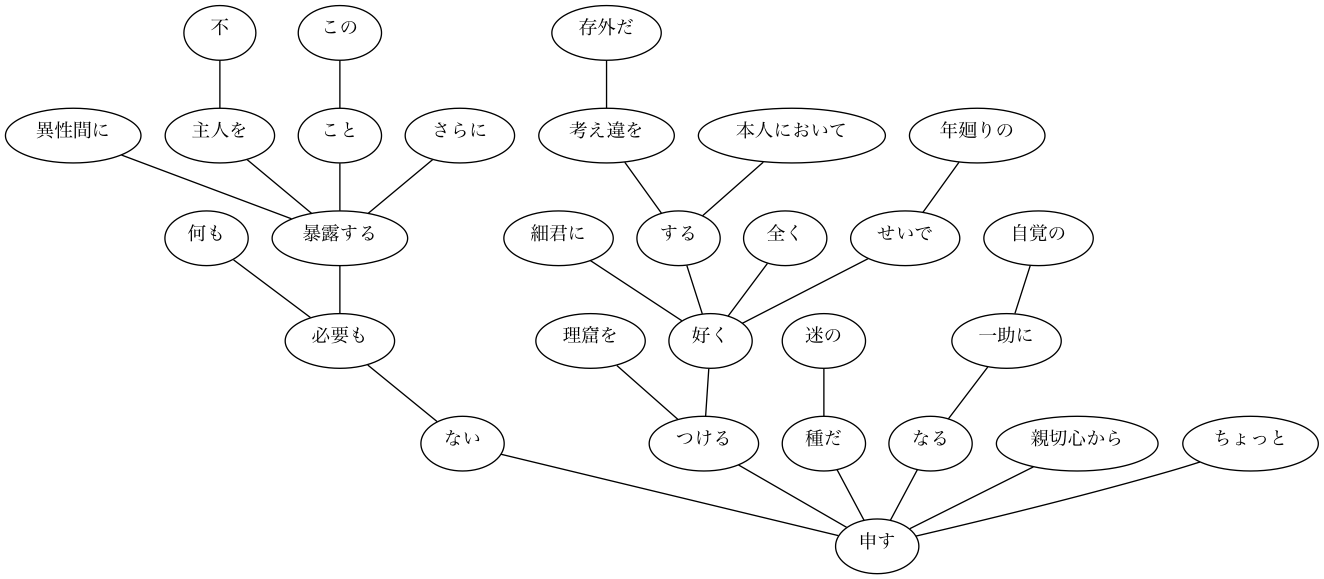 不 この 存外だ
異性間に 主人を こと さらに 考え違を 本人において 年廻りの
何も 暴露する 細君に する 全く せいで 自覚の
必要も 理窟を 好く 迷の 一助に
ない つける 種だ なる 親切心から ちょっと
申す